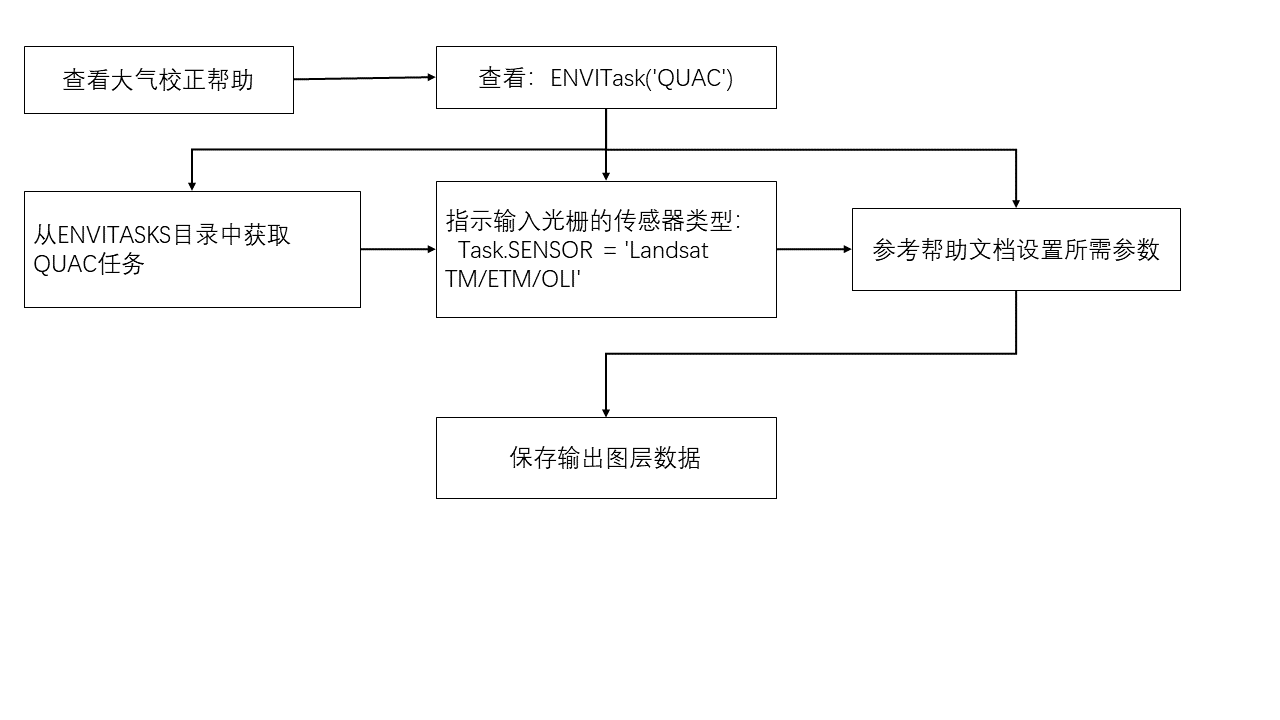 查看大气校正帮助
查看：ENVITask('QUAC')
从ENVITASKS目录中获取
QUAC任务
指示输入光栅的传感器类型：
Task.SENSOR = 'Landsat
TM/ETM/OLI'
参考帮助文档设置所需参数
保存输出图层数据